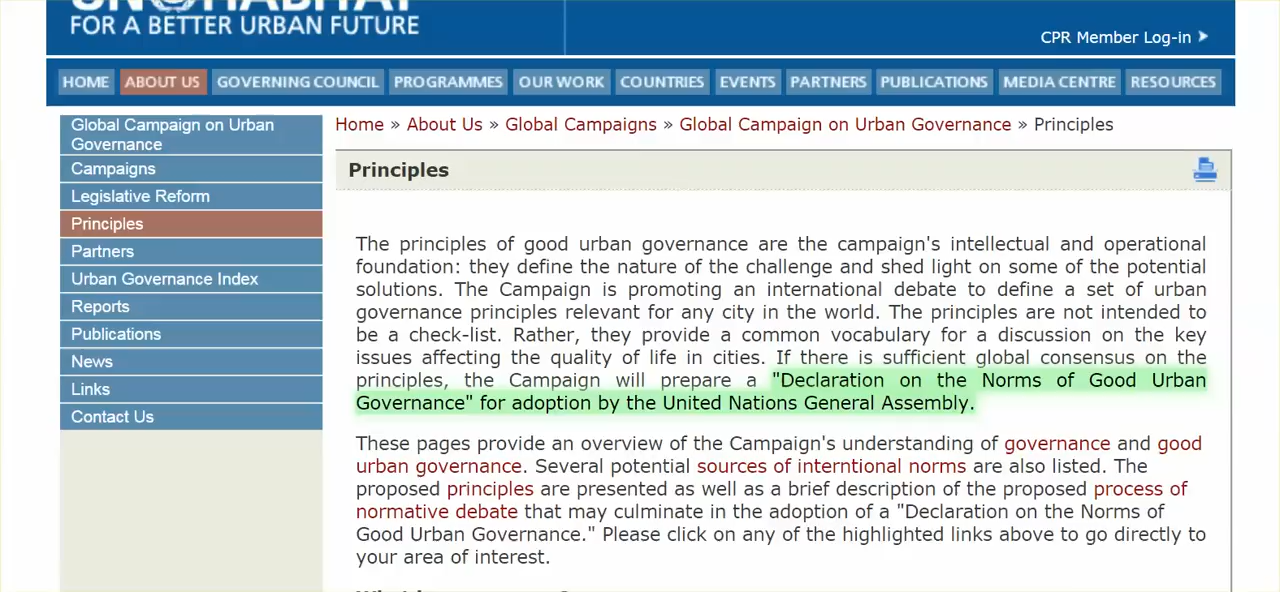 FOR A BETTER URBAN FUTURE
CPR Member Log-in
HOME ABOUT US GOVERNING COUNCIL PROGRAMMES OUR WORK COUNTRIES EVENTS PARTNERS PUBLICATIONS MEDIA CENTRE RESOURCES
Global Campaign on Urban
Governance
Campaigns
Legislative Reform
Principles
Partners
Urban Governance Index
Reports
Publications
News
Links
Contact Us
Home » About Us » Global Campaigns » Global Campaign on Urban Governance » Principles
Principles
The principles of good urban governance are the campaign's intellectual and operational
foundation: they define the nature of the challenge and shed light on some of the potential
solutions. The Campaign is promoting an international debate to define a set of urban
governance principles relevant for any city in the world. The principles are not intended to
be a check-list. Rather, they provide a common vocabulary for a discussion on the key
issues affecting the quality of life in cities. If there is sufficient global consensus on the
principles, the Campaign will prepare a "Declaration on the Norms of Good Urban
Governance" for adoption by the United Nations General Assembly.
These pages provide an overview of the Campaign's understanding of governance and good
urban governance. Several potential sources of interntional norms are also listed. The
proposed principles are presented as well as a brief description of the proposed process of
normative debate that may culminate in the adoption of a "Declaration on the Norms of
Good Urban Governance." Please click on any of the highlighted links above to go directly to
your area of interest.